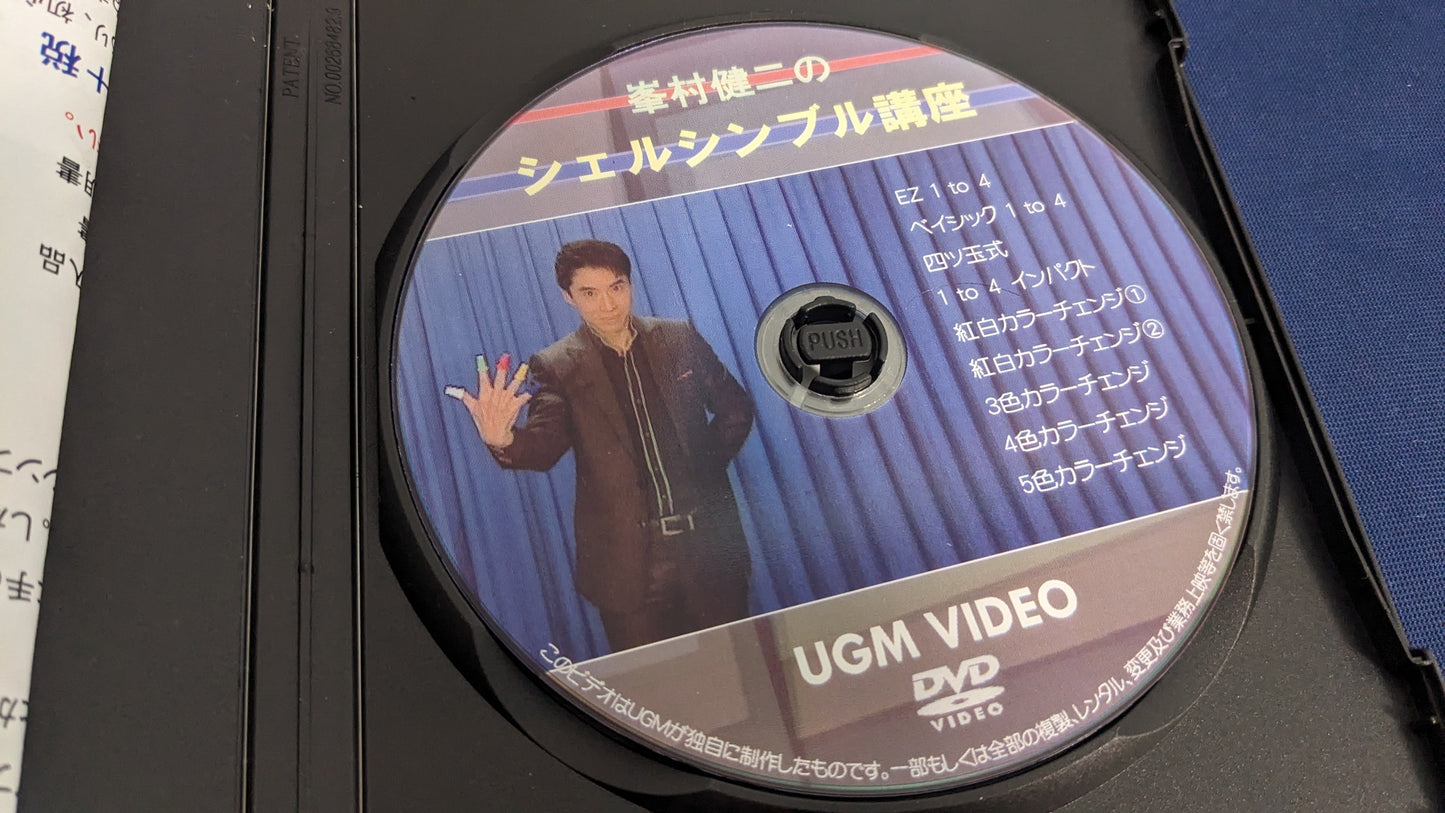 峯村健二の
シェルシンブル講座
EZ 1 to 4
ベイシック 1 to 4
四ツ玉式
1 to 4 インパクト
紅白カラーチェンジ①
紅白カラーチェンジ②
3色カラーチェンジ
4色カラーチェンジ
5色カラーチェンジ
PUSH
UGM VIDEO
DVD
VIDEO
このビデオはUGMが独自に制作したものです。一部もしくは全部の複製、レンタル、変更及び業務上映等を固く禁じます。
PATENT.
NO.00268482.9